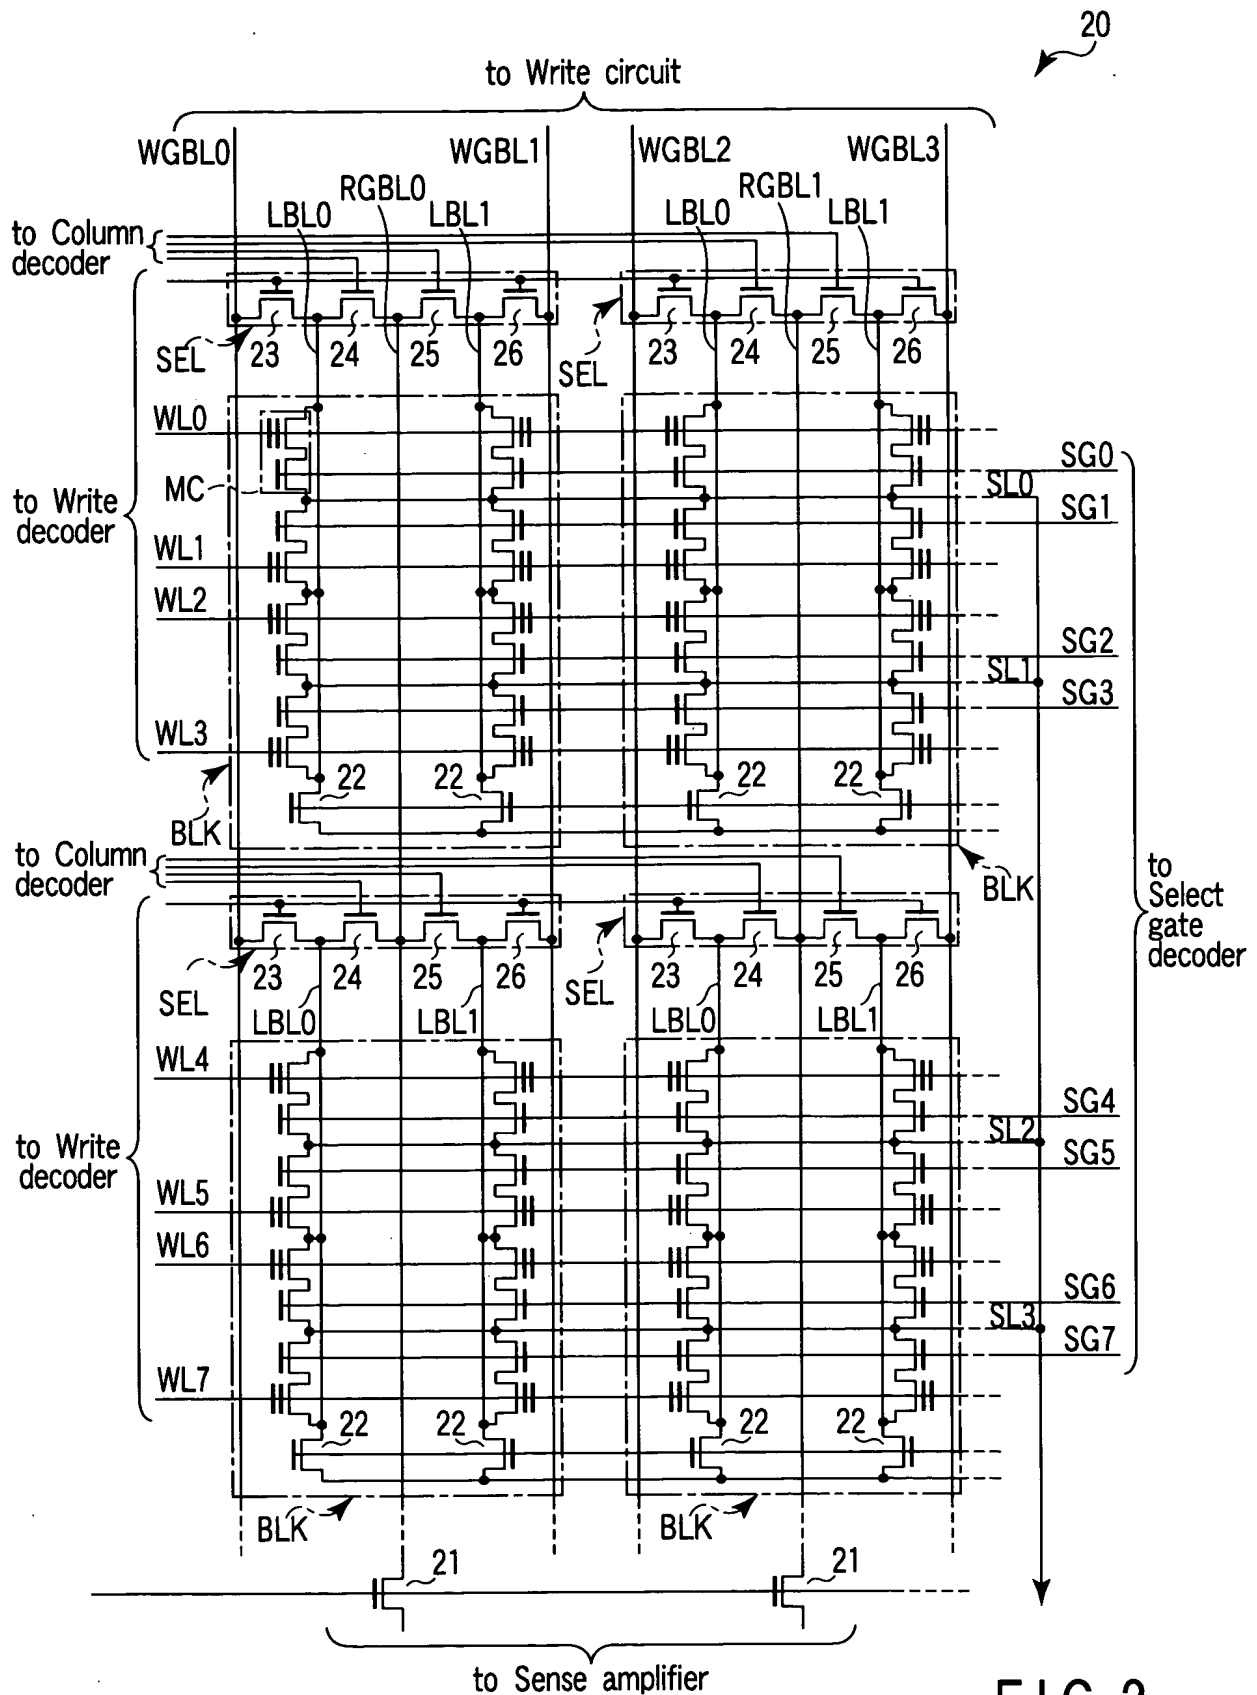 20
to Write circuit
WGBL0 WGBL1 WGBL2 WGBL3
RGBL0 RGBL1
LBL0 LBL1 LBL0 LBL1
to Column
decoder
SEL 23 24 25 26 SEL 23 24 25 26
WL0
SG0
MC
SL0
to Write
decoder
SG1
WL1
WL2
SG2
SL1
SG3
WL3
22 22 22 22
BLK
to Column
decoder
BLK
to
Select
gate
decoder
SEL 23 24 25 26 SEL 23 24 25 26
LBL0 LBL1 LBL0 LBL1
WL4
SG4
SL2
to Write
decoder
SG5
WL5
WL6
SG6
SL3
SG7
WL7
22 22 22 22
BLK BLK
21 21
to Sense amplifier